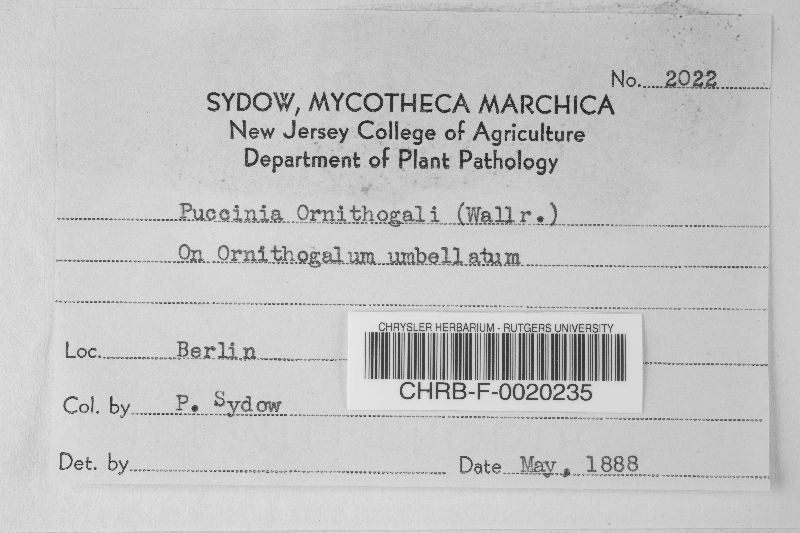 No. 2022
SYDOW, MYCOTHECA MARCHICA
New Jersey College of Agriculture
Department of Plant Pathology
Puccinia Ornithogali (Wallr.)
On Ornithogalum umbellatum
Loc. Berlin
CHRYSLER HERBARIUM - RUTGERS UNIVERSITY
CHRB-F-0020235
Col. by P. Sydow
Det. by
Date May, 1888